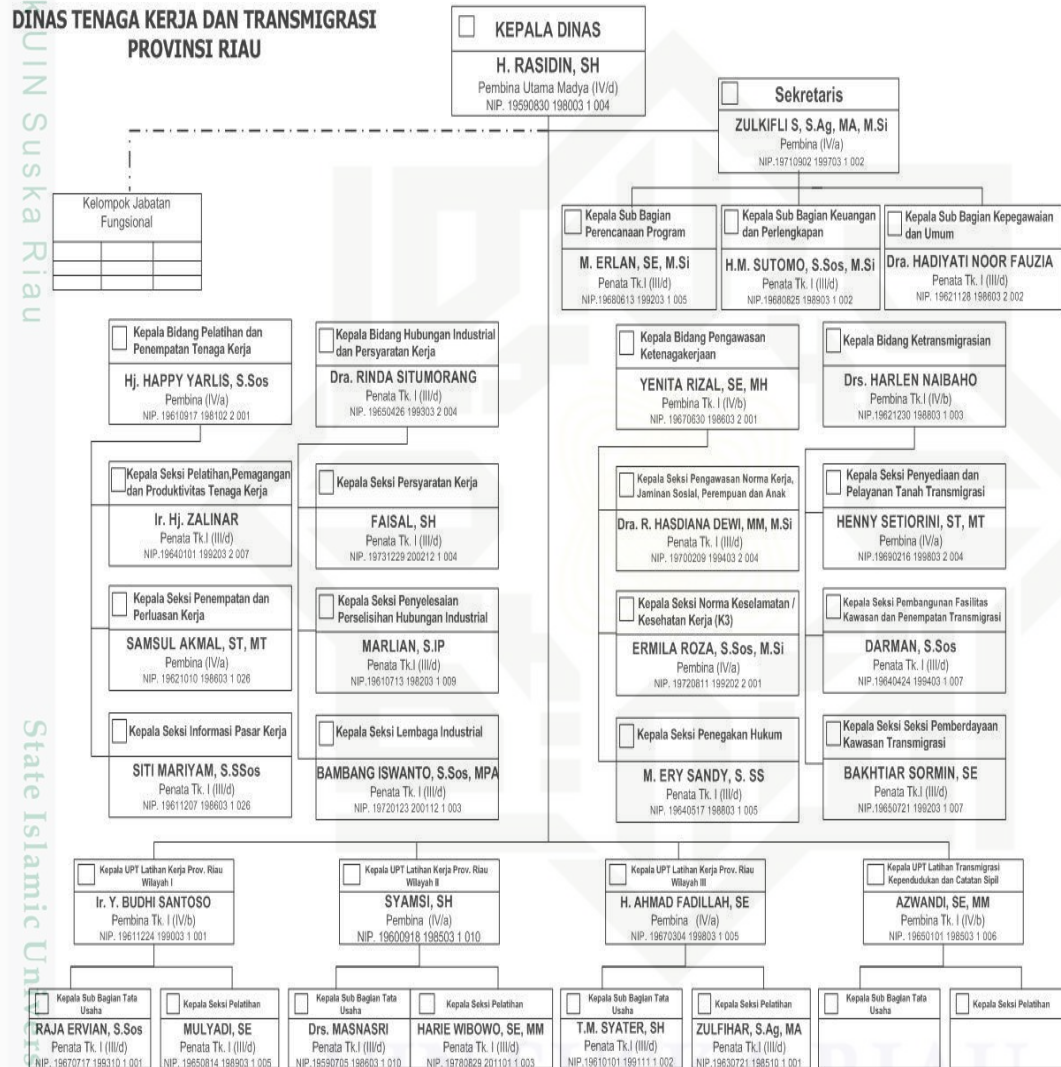 DINAS TENAGA KERJA DAN TRANSMIGRASI
PROVINSI RIAU
KEPALA DINAS
H. RASIDIN, SH
Pembina Utama Madya (IV/d)
NIP. 19590830 198003 1 004
Sekretaris
ZULKIFLI S, S.Ag, MA, M.Si
Pembina (IV/a)
NIP.19710902 199703 1 002
Kelompok Jabatan
Fungsional
Kepala Sub Bagian
Perencanaan Program
M. ERLAN, SE, M.Si
Penata Tk.I (III/d)
NIP.19680613 199203 1 005
Kepala Sub Bagian Keuangan
dan Perlengkapan
H.M. SUTOMO, S.Sos, M.Si
Penata Tk.I (III/d)
NIP.19680825 198903 1 002
Kepala Sub Bagian Kepegawaian
dan Umum
Dra. HADIYATI NOOR FAUZIA
Penata Tk.I (III/d)
NIP. 19621128 198603 2 002
Kepala Bidang Pelatihan dan
Penempatan Tenaga Kerja
Hj. HAPPY YARLIS, S.Sos
Pembina (IV/a)
NIP. 19610917 198102 2 001
Kepala Bidang Hubungan Industrial
dan Persyaratan Kerja
Dra. RINDA SITUMORANG
Penata Tk. I (III/d)
NIP. 19650426 199303 2 004
Kepala Bidang Pengawasan
Ketenagakerjaan
YENITA RIZAL, SE, MH
Pembina Tk. I (IV/b)
NIP. 19670630 198603 2 001
Kepala Bidang Ketransmigrasian
Drs. HARLEN NAIBAHO
Pembina Tk.I (IV/b)
NIP.19621230 198803 1 003
Kepala Seksi Pelatihan,Pemagangan
dan Produktivitas Tenaga Kerja
Ir. Hj. ZALINAR
Penata Tk.I (III/d)
NIP.19640101 199203 2 007
Kepala Seksi Persyaratan Kerja
FAISAL, SH
Penata Tk.I (III/d)
NIP. 19731229 200212 1 004
Kepala Seksi Pengawasan Norma Kerja,
Jaminan Sosial, Perempuan dan Anak
Dra. R. HASDIANA DEWI, MM, M.Si
Penata Tk. I (III/d)
NIP.19700209 199403 2 004
Kepala Seksi Penyediaan dan
Pelayanan Tanah Transmigrasi
HENNY SETIORINI, ST, MT
Pembina (IV/a)
NIP.19690216 199803 2 004
Kepala Seksi Penempatan dan
Perluasan Kerja
SAMSUL AKMAL, ST, MT
Pembina (IV/a)
NIP. 19621010 198603 1 026
Kepala Seksi Penyelesaian
Perselisihan Hubungan Industrial
MARLIAN, S.IP
Penata Tk.I (III/d)
NIP.19610713 198203 1 009
Kepala Seksi Norma Keselamatan /
Kesehatan Kerja (K3)
ERMILA ROZA, S.Sos, M.Si
Pembina (IV/a)
NIP. 19720811 199202 2 001
Kepala Seksi Pembangunan Fasilitas
Kawasan dan Penempatan Transmigrasi
DARMAN, S.Sos
Penata Tk.I (III/d)
NIP.19640424 199403 1 007
Kepala Seksi Informasi Pasar Kerja
SITI MARIYAM, S.SSos
Penata Tk. I (III/d)
NIP. 19611207 198603 1 026
Kepala Seksi Lembaga Industrial
BAMBANG ISWANTO, S.Sos, MPA
Penata Tk.I (III/d)
NIP. 19720123 200112 1 003
Kepala Seksi Penegakan Hukum
M. ERY SANDY, S. SS
Penata Tk. I (III/d)
NIP. 19640517 198803 1 005
Kepala Seksi Seksi Pemberdayaan
Kawasan Transmigrasi
BAKHTIAR SORMIN, SE
Penata Tk.I (III/d)
NIP.19650721 199203 1 007
Kepala UPT Latihan Kerja Prov. Riau
Wilayah I
Ir. Y. BUDHI SANTOSO
Pembina Tk. I (IV/b)
NIP. 19611224 199003 1 001
Kepala UPT Latihan Kerja Prov. Riau
Wilayah II
SYAMSI, SH
Pembina (IV/a)
NIP. 19600918 198503 1 010
Kepala UPT Latihan Kerja Prov. Riau
Wilayah III
H. AHMAD FADILLAH, SE
Pembina (IV/a)
NIP. 19670304 199803 1 005
Kepala UPT Latihan Transmigrasi
Kependudukan dan Catatan Sipil
AZWANDI, SE, MM
Pembina Tk. I (IV/b)
NIP. 19650101 198503 1 006
Kepala Sub Bagian Tata
Usaha
RAJA ERVIAN, S.Sos
Penata Tk.I (III/d)
NIP. 19670717 199310 1 001
Kepala Seksi Pelatihan
MULYADI, SE
Penata Tk. I (III/d)
NIP. 19650814 198903 1 005
Kepala Sub Bagian Tata
Usaha
Drs. MASNASRI
Penata Tk.I (III/d)
NIP.19590705 198603 1 010
Kepala Seksi Pelatihan
HARIE WIBOWO, SE, MM
Penata Tk.I (III/d)
NIP. 19780829 201101 1 003
Kepala Sub Bagian Tata
Usaha
T.M. SYATER, SH
Penata Tk.I (III/d)
NIP. 19610101 199111 1 002
Kepala Seksi Pelatihan
ZULFIHAR, S.Ag, MA
Penata Tk.I (III/d)
NIP.19630721 198510 1 001
Kepala Sub Bagian Tata
Usaha
Kepala Seksi Pelatihan
UIN Suska Riau
State Islamic Univers